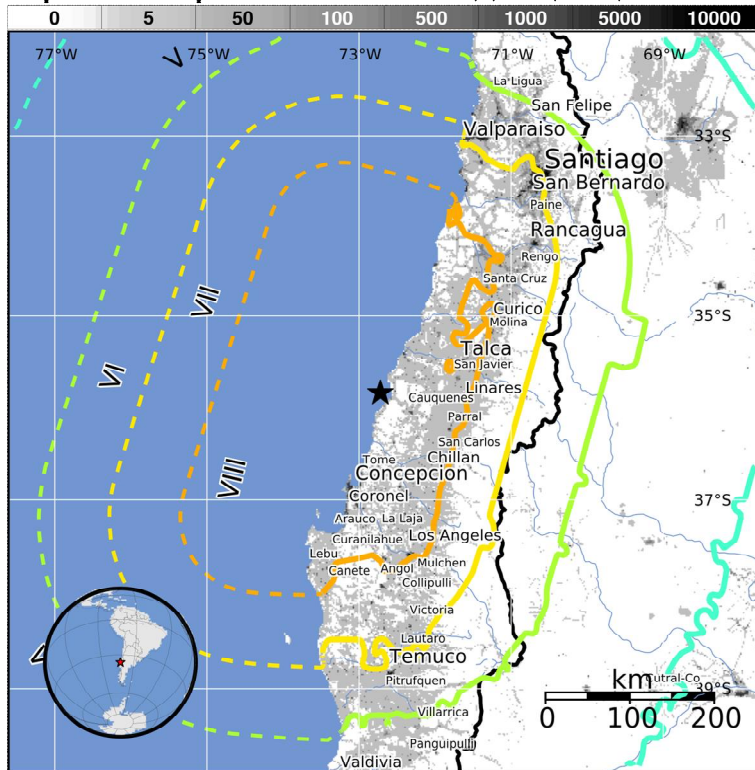 0 5 50 100 500 1000 5000 10000
77°W 75°W 73°W 71°W 69°W
V
La Ligua
San Felipe
Valparaiso
33°S
Santiago
San Bernardo
Paine
Rancagua
Rengo
Santa Cruz
VII
Curico
Molina
35°S
Talca
San Javier
VI
Linares
Cauquenes
Parral
San Carlos
Chillan
Tome
VIII
Concepcion
Coronel
37°S
Arauco La Laja
Curanilahue
Los Angeles
Lebu
Mulchen
Canete
Angol
Collipulli
Victoria
Lautaro
Temuco
Pitrufquen
km
39°S
0 100 200
Villarrica
Panguipulli
Valdivia